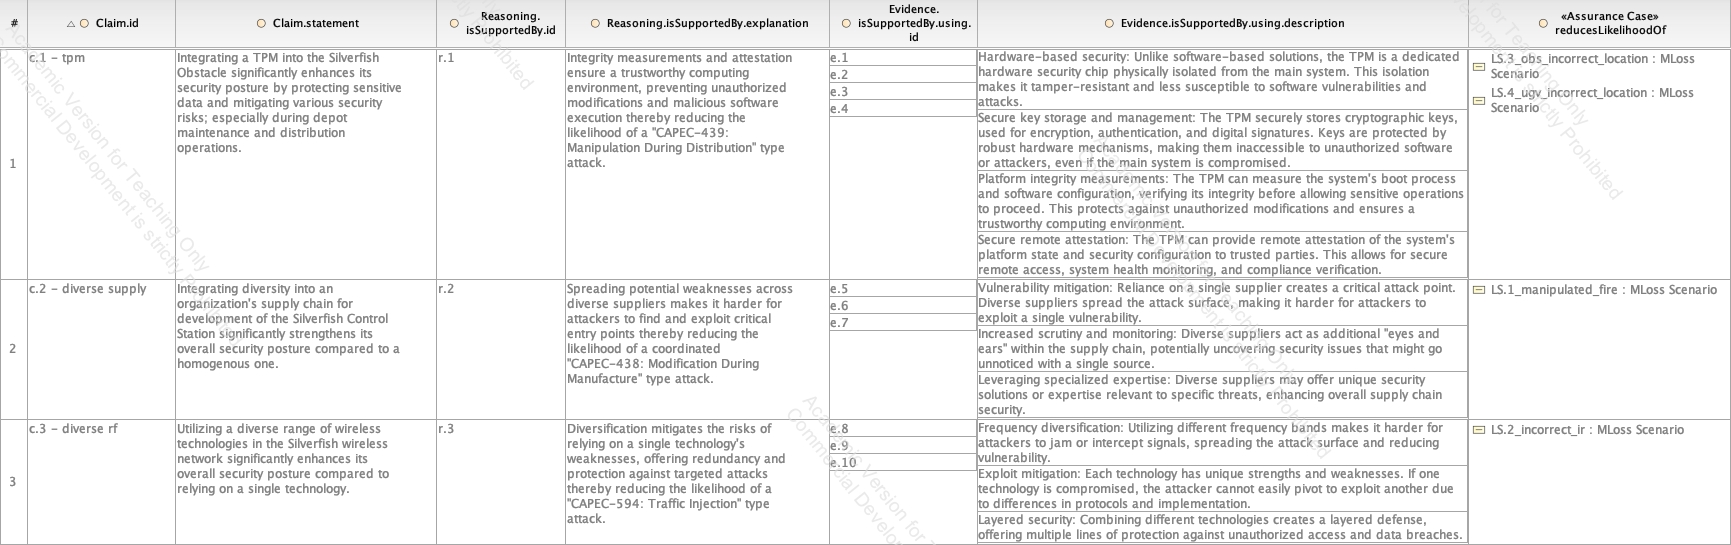 #
Claim.id
Claim.statement
Reasoning.
isSupportedBy.id
Reasoning.isSupportedBy.explanation
Evidence.
isSupportedBy.using.
id
Evidence.isSupportedBy.using.description
«Assurance Case»
reducesLikelihoodOf
1
c.1 - tpm
Integrating a TPM into the Silverfish
Obstacle significantly enhances its
security posture by protecting sensitive
data and mitigating various security
risks; especially during depot
maintenance and distribution
operations.
r.1
Integrity measurements and attestation
ensure a trustworthy computing
environment, preventing unauthorized
modifications and malicious software
execution thereby reducing the
likelihood of a "CAPEC-439:
Manipulation During Distribution" type
attack.
e.1
e.2
e.3
e.4
Hardware-based security: Unlike software-based solutions, the TPM is a dedicated
hardware security chip physically isolated from the main system. This isolation
makes it tamper-resistant and less susceptible to software vulnerabilities and
attacks.
Secure key storage and management: The TPM securely stores cryptographic keys,
used for encryption, authentication, and digital signatures. Keys are protected by
robust hardware mechanisms, making them inaccessible to unauthorized software
or attackers, even if the main system is compromised.
Platform integrity measurements: The TPM can measure the system's boot process
and software configuration, verifying its integrity before allowing sensitive operations
to proceed. This protects against unauthorized modifications and ensures a
trustworthy computing environment.
Secure remote attestation: The TPM can provide remote attestation of the system's
platform state and security configuration to trusted parties. This allows for secure
remote access, system health monitoring, and compliance verification.
LS.3_obs_incorrect_location : MLoss
Scenario
LS.4_ugv_incorrect_location : MLoss
Scenario
2
c.2 - diverse supply
Integrating diversity into an
organization's supply chain for
development of the Silverfish Control
Station significantly strengthens its
overall security posture compared to a
homogenous one.
r.2
Spreading potential weaknesses across
diverse suppliers makes it harder for
attackers to find and exploit critical
entry points thereby reducing the
likelihood of a coordinated
"CAPEC-438: Modification During
Manufacture" type attack.
e.5
e.6
e.7
Vulnerability mitigation: Reliance on a single supplier creates a critical attack point.
Diverse suppliers spread the attack surface, making it harder for attackers to
exploit a single vulnerability.
Increased scrutiny and monitoring: Diverse suppliers act as additional "eyes and
ears" within the supply chain, potentially uncovering security issues that might go
unnoticed with a single source.
Leveraging specialized expertise: Diverse suppliers may offer unique security
solutions or expertise relevant to specific threats, enhancing overall supply chain
security.
LS.1_manipulated_fire : MLoss Scenario
3
c.3 - diverse rf
Utilizing a diverse range of wireless
technologies in the Silverfish wireless
network significantly enhances its
overall security posture compared to
relying on a single technology.
r.3
Diversification mitigates the risks of
relying on a single technology's
weaknesses, offering redundancy and
protection against targeted attacks
thereby reducing the likelihood of a
"CAPEC-594: Traffic Injection" type
attack.
e.8
e.9
e.10
Frequency diversification: Utilizing different frequency bands makes it harder for
attackers to jam or intercept signals, spreading the attack surface and reducing
vulnerability.
Exploit mitigation: Each technology has unique strengths and weaknesses. If one
technology is compromised, the attacker cannot easily pivot to exploit another due
to differences in protocols and implementation.
Layered security: Combining different technologies creates a layered defense,
offering multiple lines of protection against unauthorized access and data breaches.
LS.2_incorrect_ir : MLoss Scenario